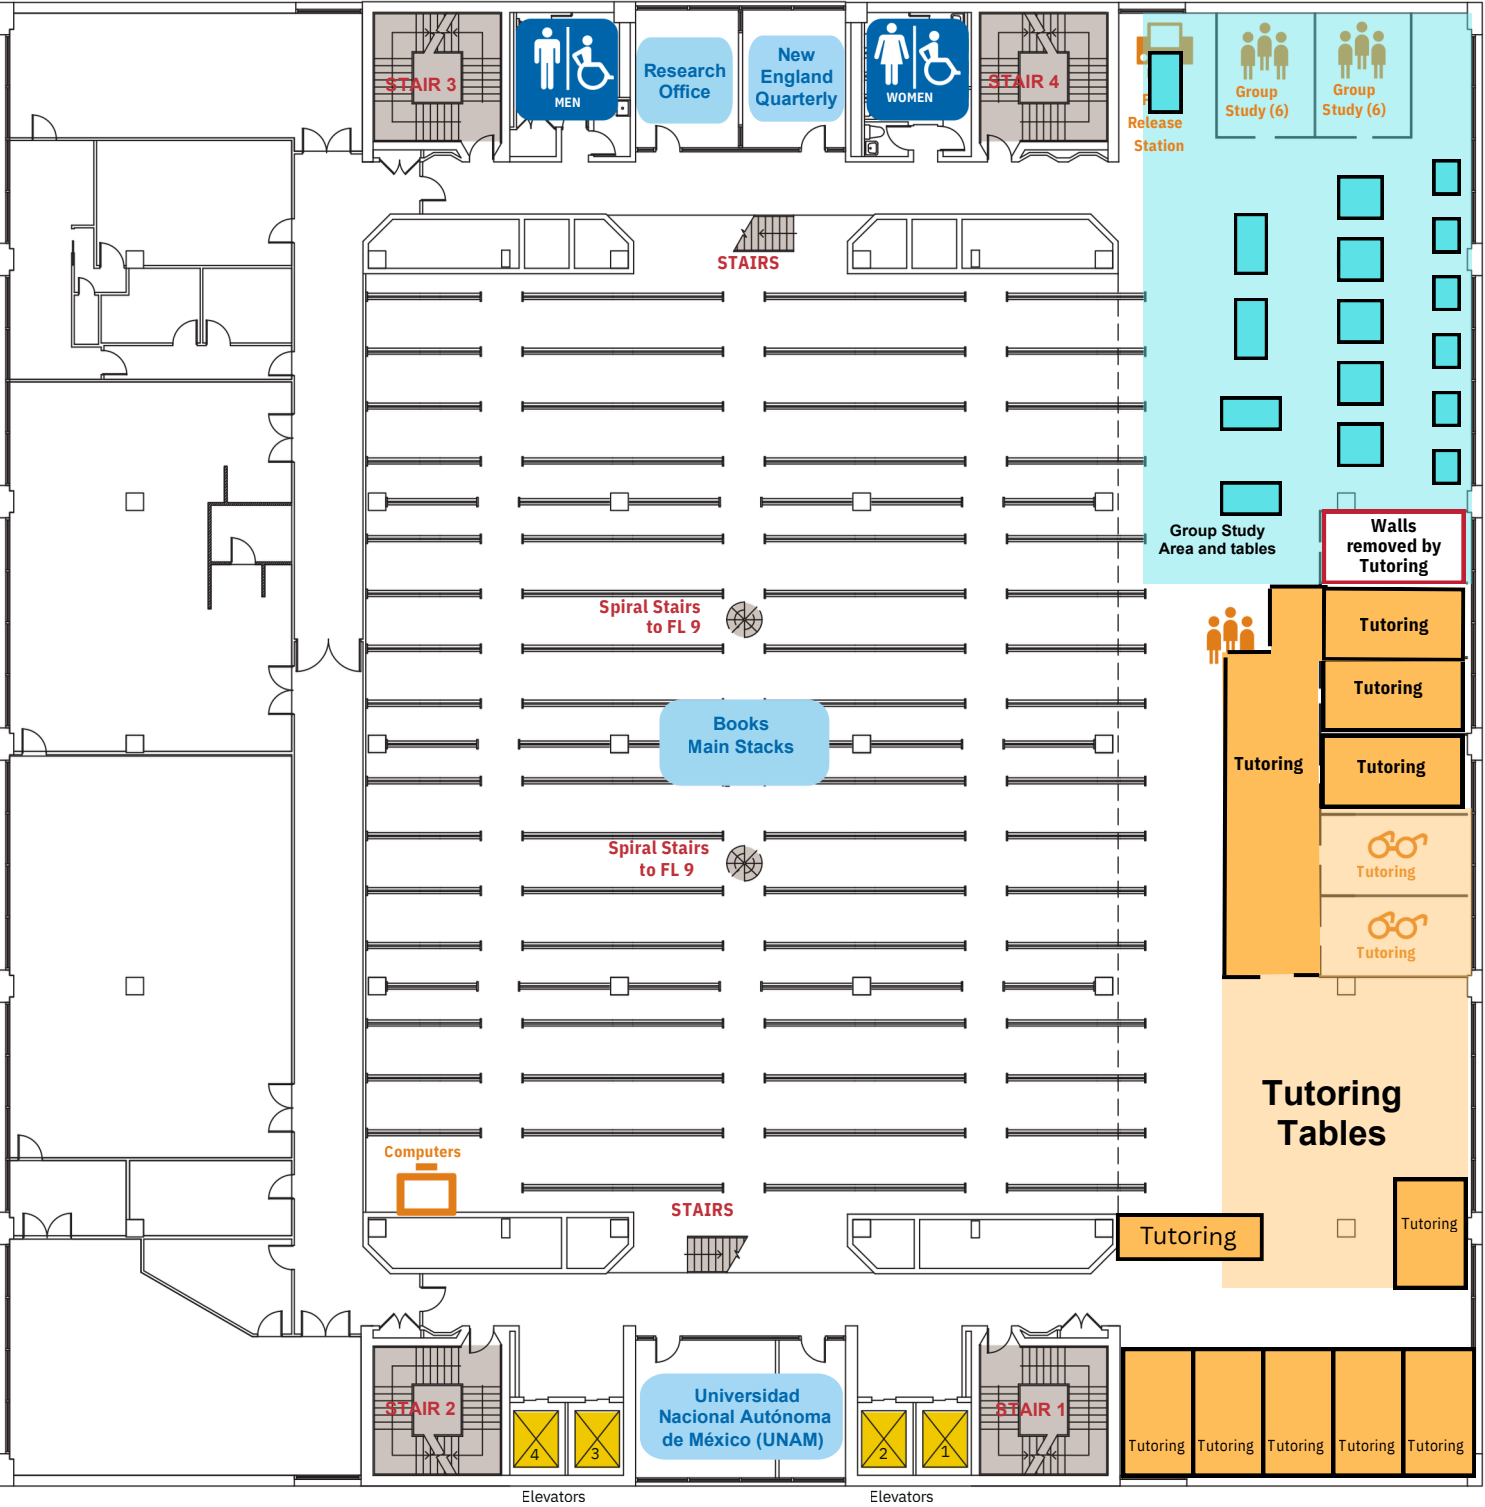 STAIR 3
MEN
Research
Office
New
England
Quarterly
WOMEN
STAIR 4
Release
Station
Group
Study (6)
Group
Study (6)
STAIRS
Group Study
Area and tables
Walls
removed by
Tutoring
Spiral Stairs
to FL 9
Tutoring
Tutoring
Books
Main Stacks
Tutoring
Tutoring
Spiral Stairs
to FL 9
Tutoring
Tutoring
Tutoring
Tables
Computers
STAIRS
Tutoring
Tutoring
STAIR 2
4
3
Universidad
Nacional Autónoma
de México (UNAM)
2
1
STAIR 1
Tutoring
Tutoring
Tutoring
Tutoring
Tutoring
Elevators
Elevators